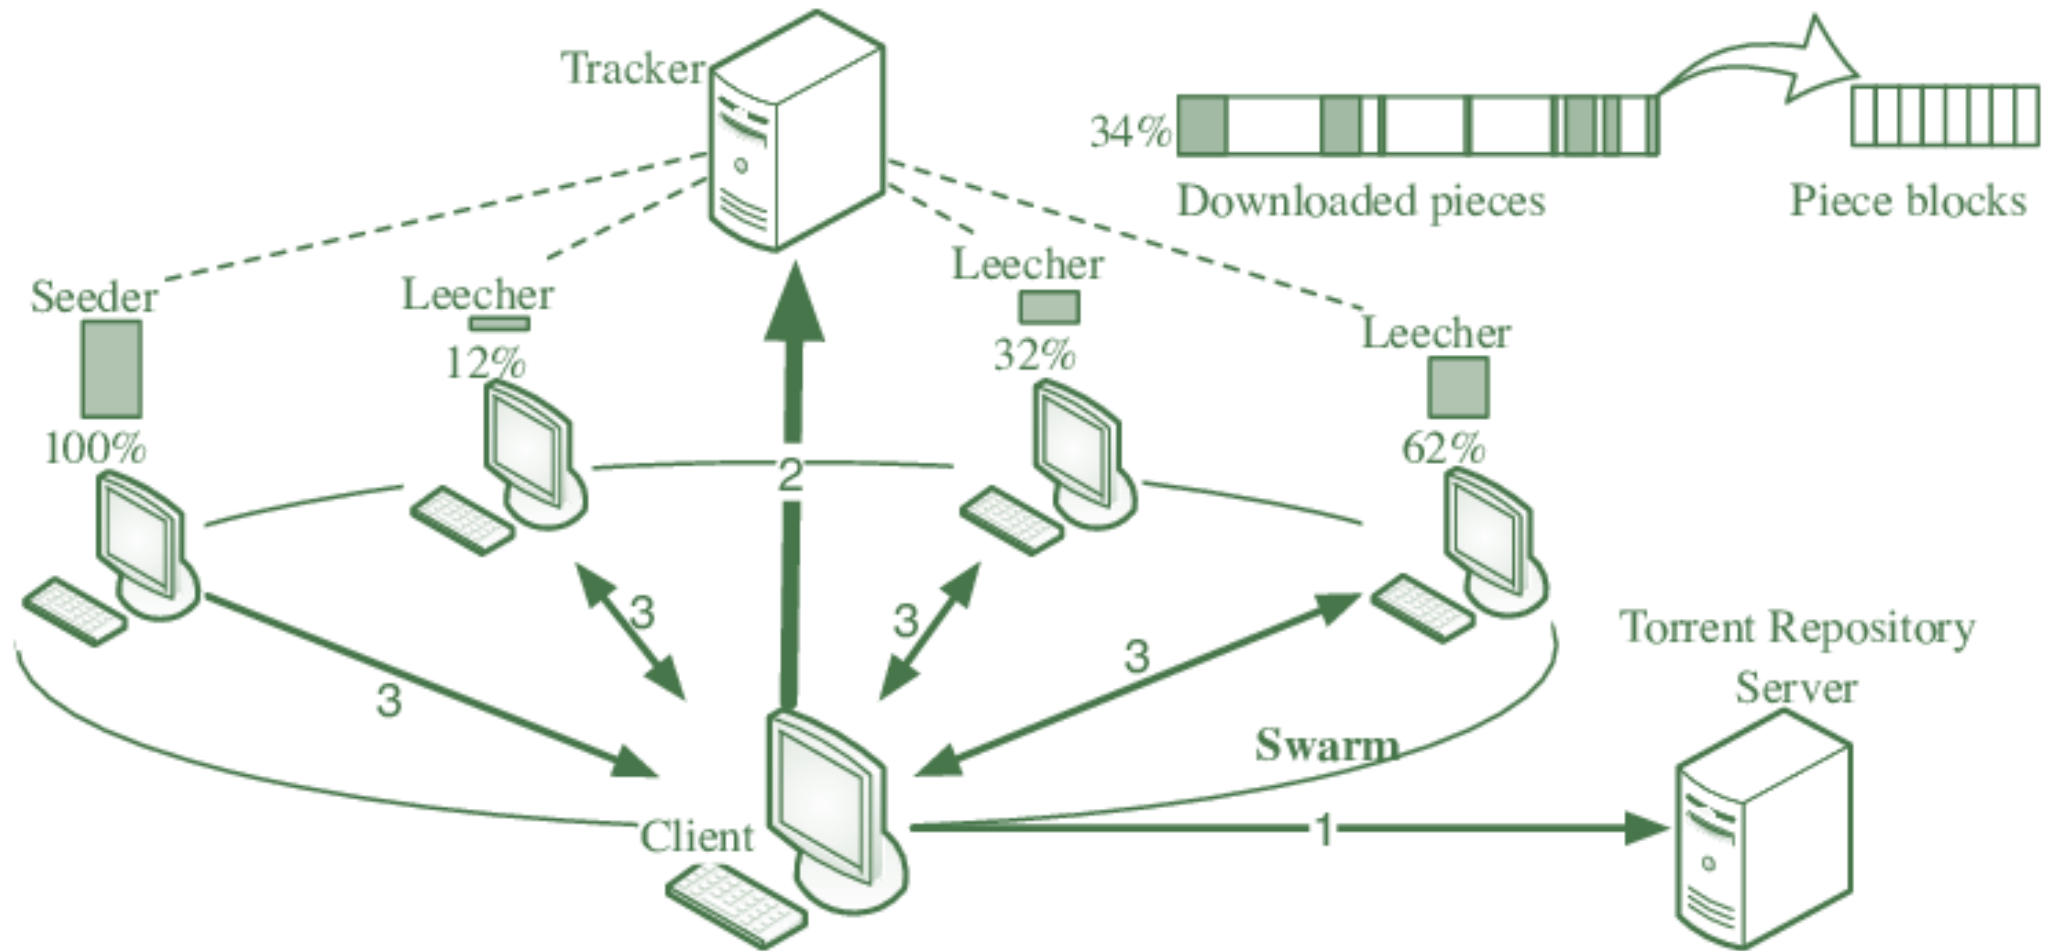 Tracker
34%
Downloaded pieces
Piece blocks
Seeder
100%
Leecher
12%
Leecher
32%
Leecher
62%
2
3
3
3
3
Swarm
Client
1
Torrent Repository
Server